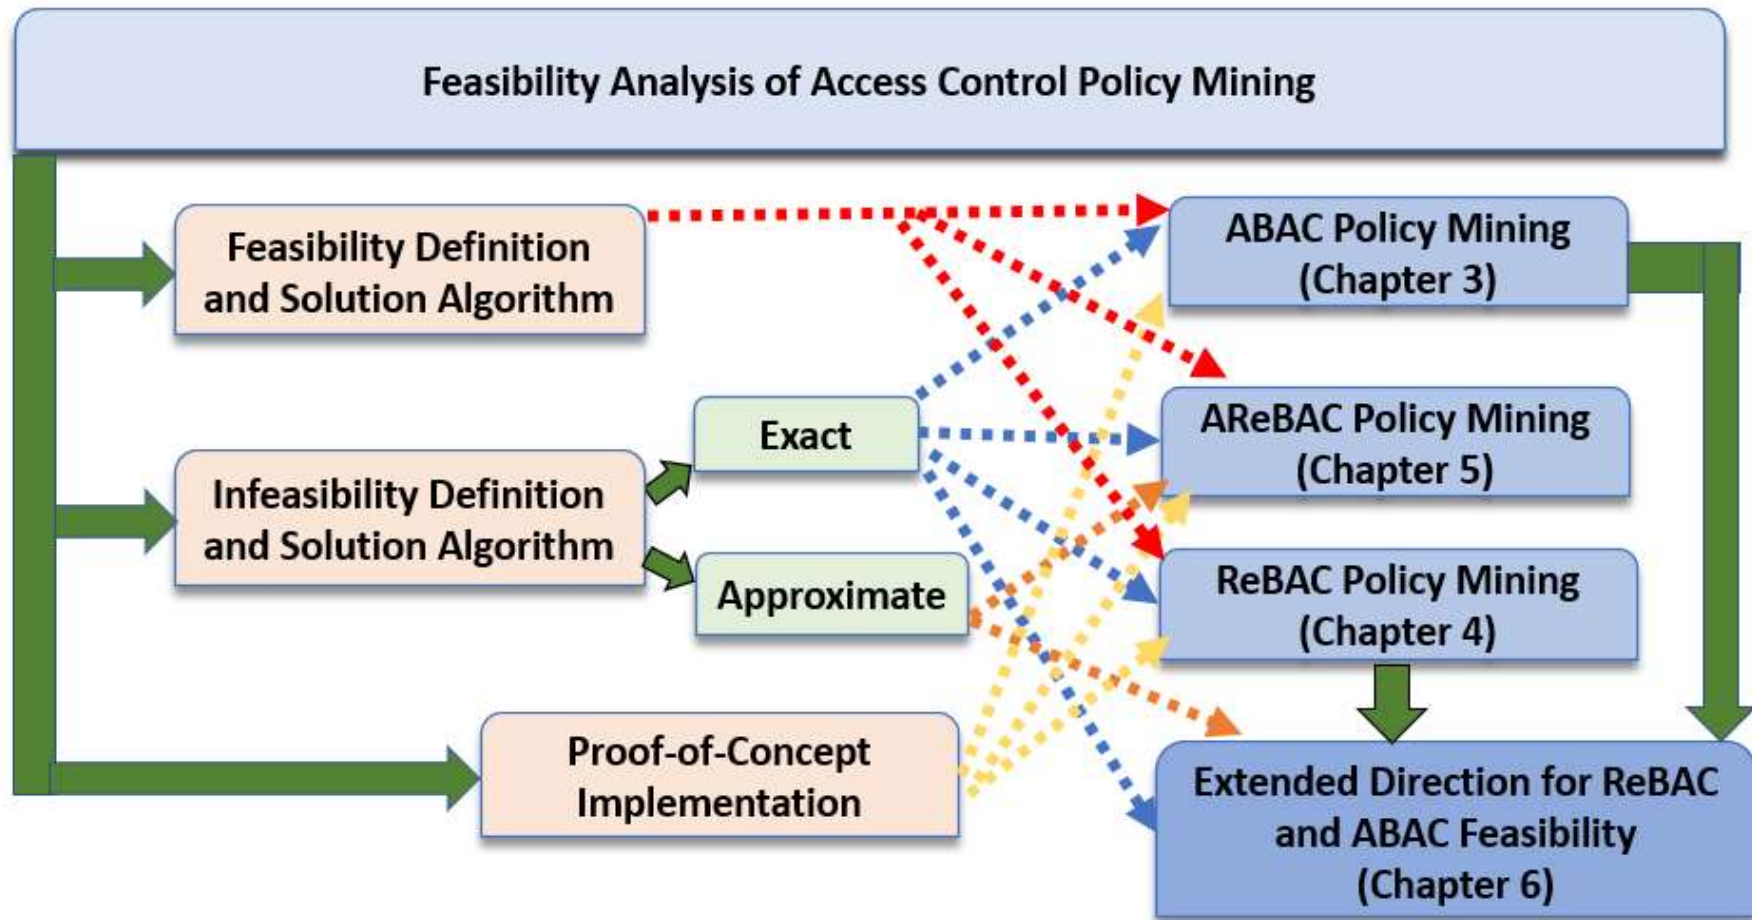 Feasibility Analysis of Access Control Policy Mining
Feasibility Definition
and Solution Algorithm
ABAC Policy Mining
(Chapter 3)
Exact
AReBAC Policy Mining
(Chapter 5)
Infeasibility Definition
and Solution Algorithm
Approximate
ReBAC Policy Mining
(Chapter 4)
Proof-of-Concept
Implementation
Extended Direction for ReBAC
and ABAC Feasibility
(Chapter 6)